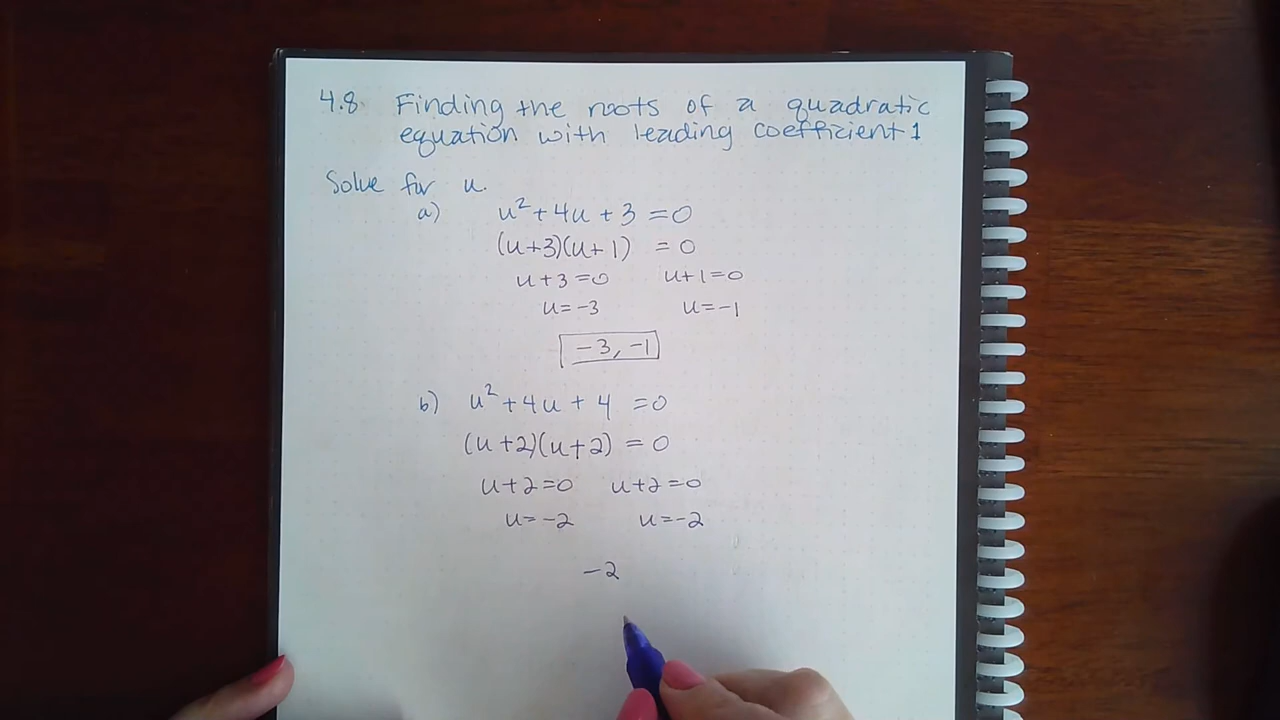 4.8 Finding the roots of a quadratic
equation with leading coefficient 1
Solve for u.
a) u² + 4u + 3 = 0
(u+3)(u+1) = 0
u+3=0 u+1=0
u=-3 u=-1
-3, -1
b) u² + 4u + 4 = 0
(u+2)(u+2) = 0
u+2=0 u+2=0
u=-2 u=-2
-2